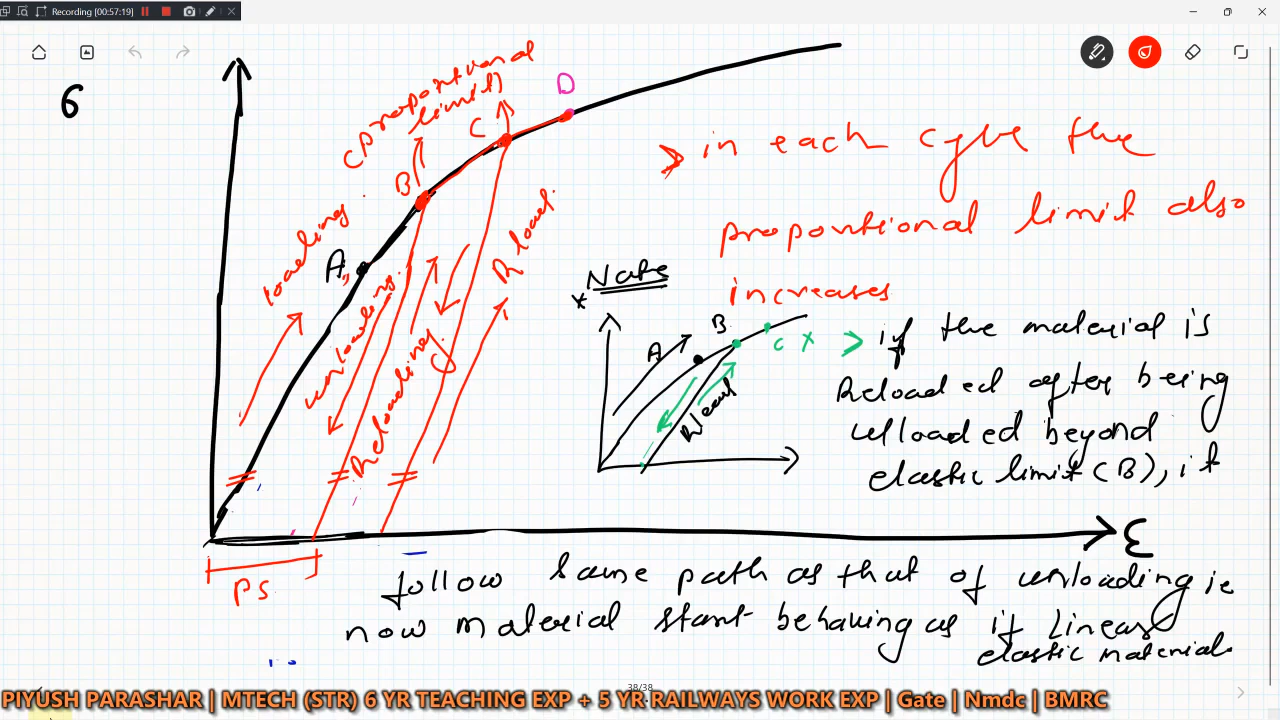 Recording [00:57:19]
6
(proportional
limit)
D
C
B
A
loading
unloading
Reloading
R load.
> in each cycle the
proportional limit also
increases
* Note
A
B
C X
R load
> if the material is
Reloaded after being
unloaded beyond
elastic limit (B), it
ε
PS
follow same path as that of unloading ie
now material start behaving as if Linear
elastic material.
38/38
PIYUSH PARASHAR | MTECH (STR) 6 YR TEACHING EXP + 5 YR RAILWAYS WORK EXP | Gate | Nmdc | BMRC